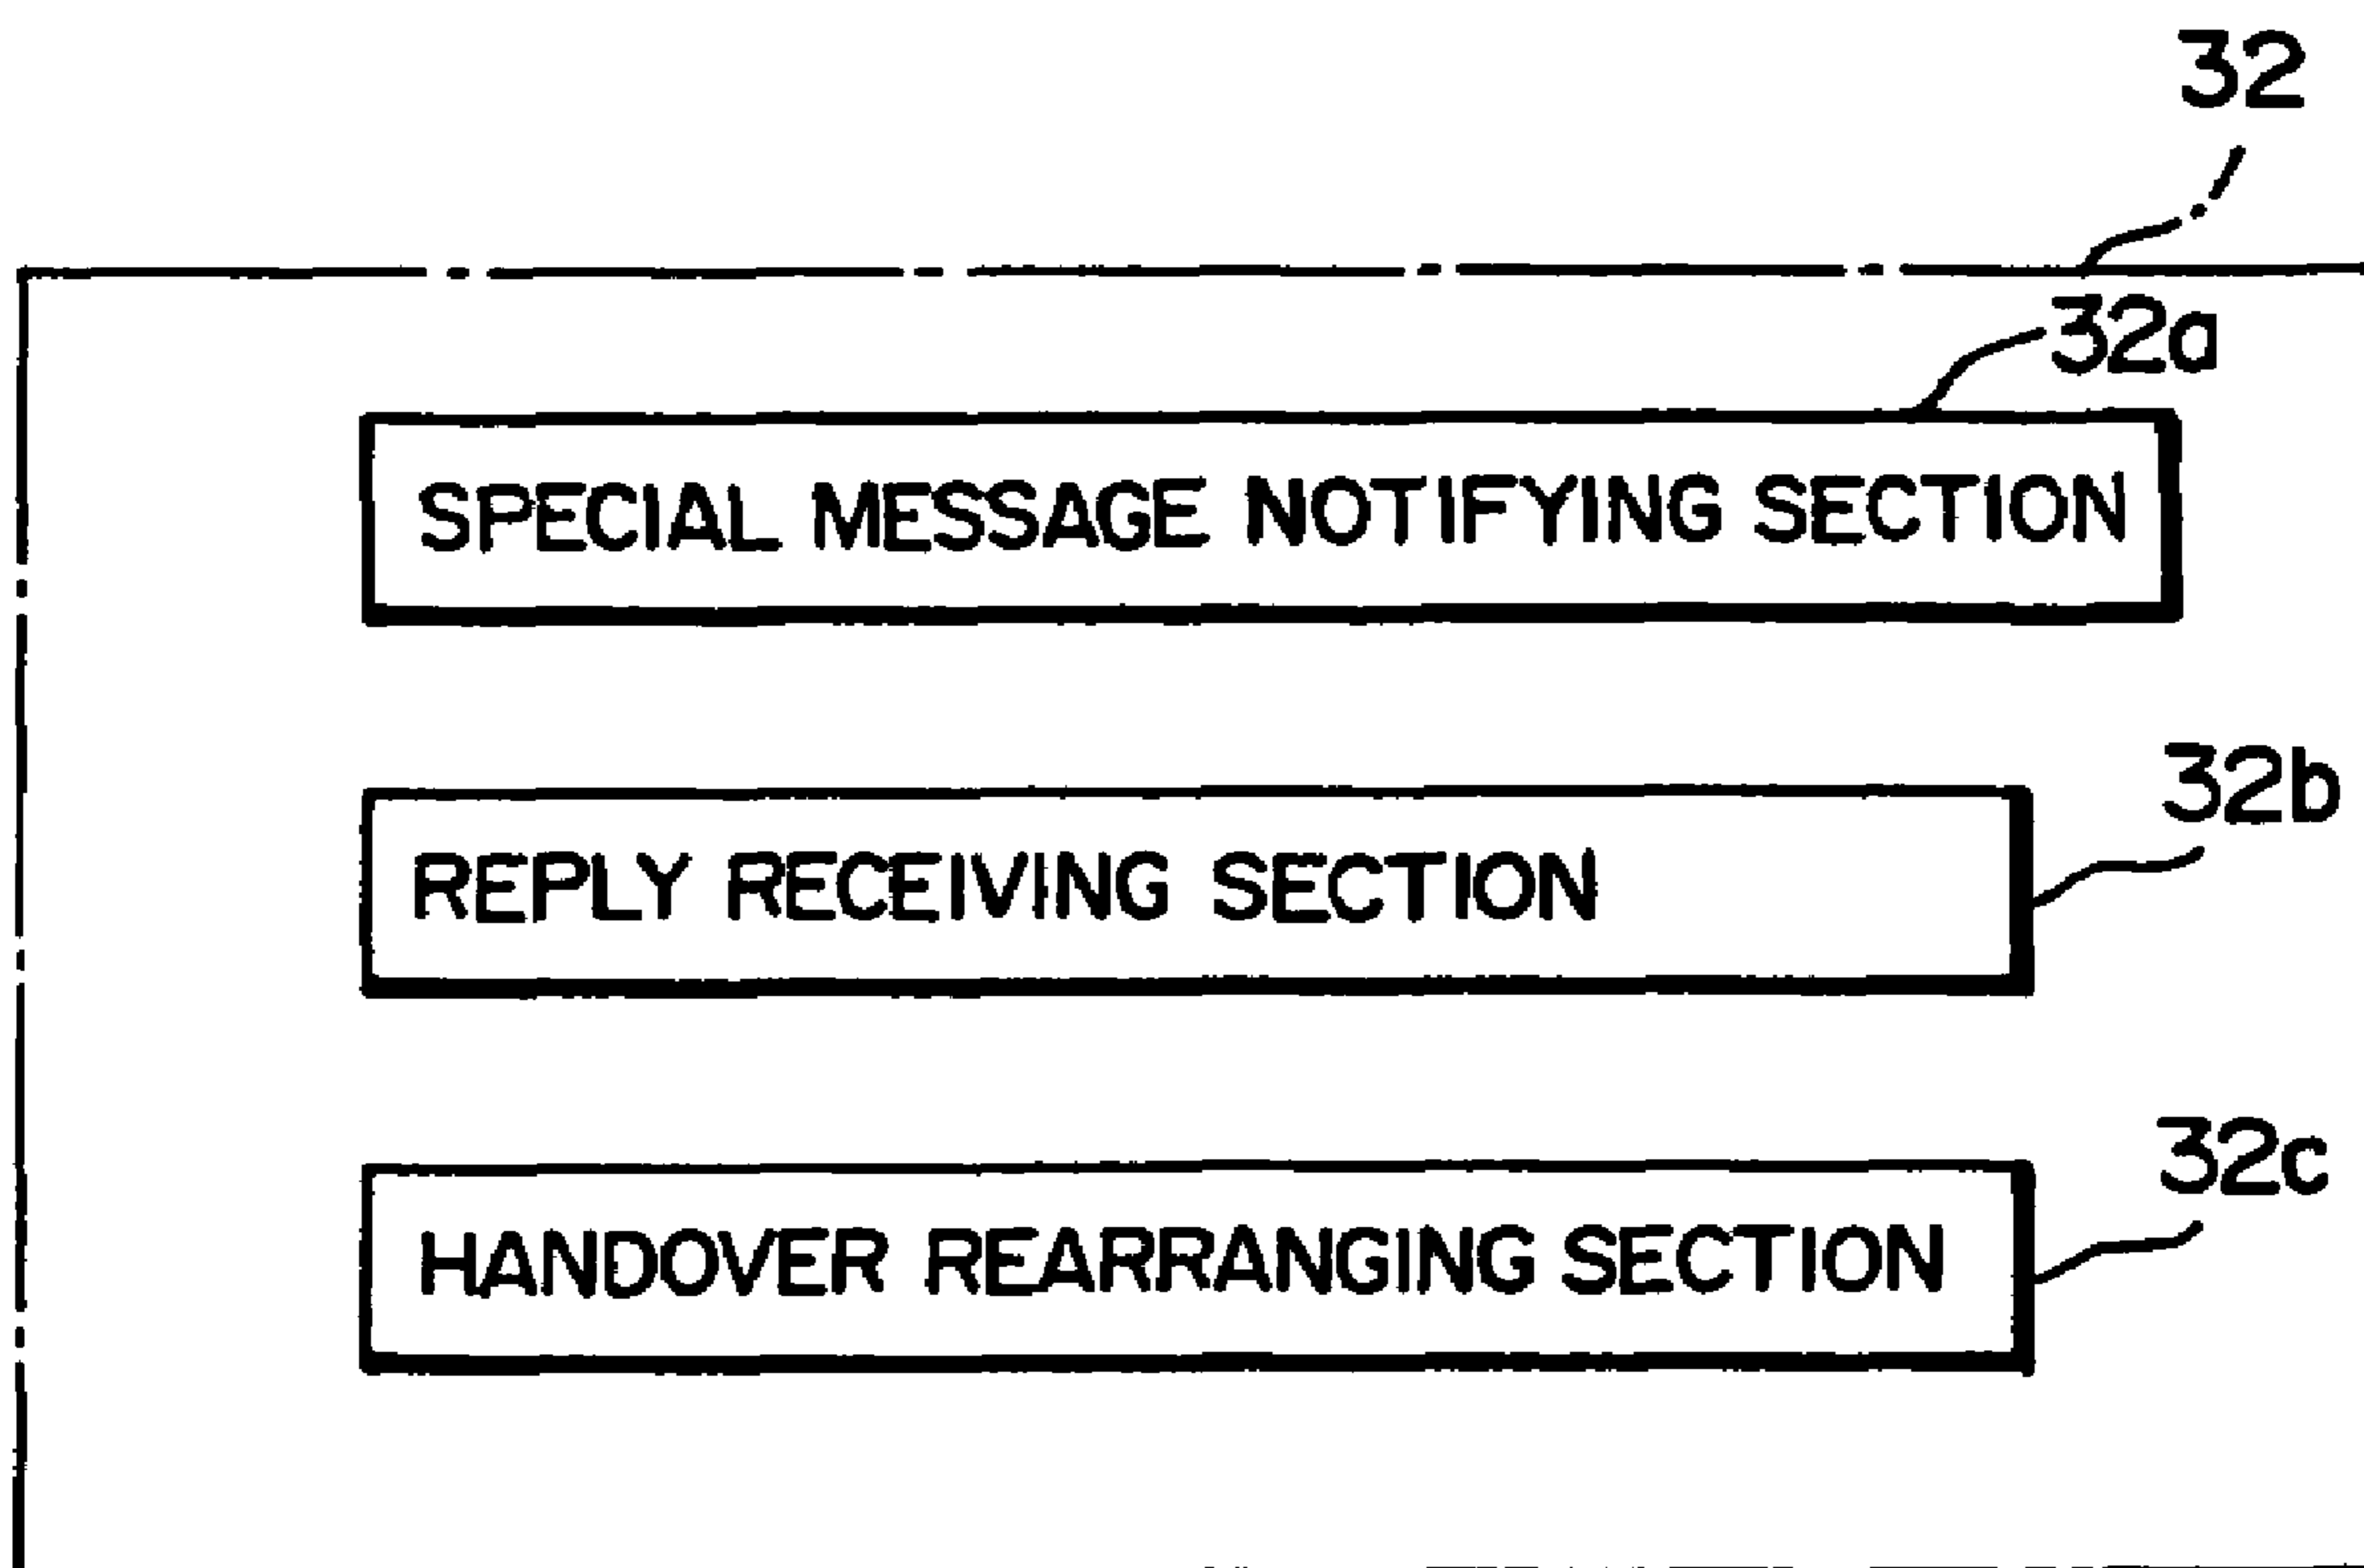 32
32a
SPECIAL MESSAGE NOTIFYING SECTION
32b
REPLY RECEIVING SECTION
32c
HANDOVER REARRANGING SECTION